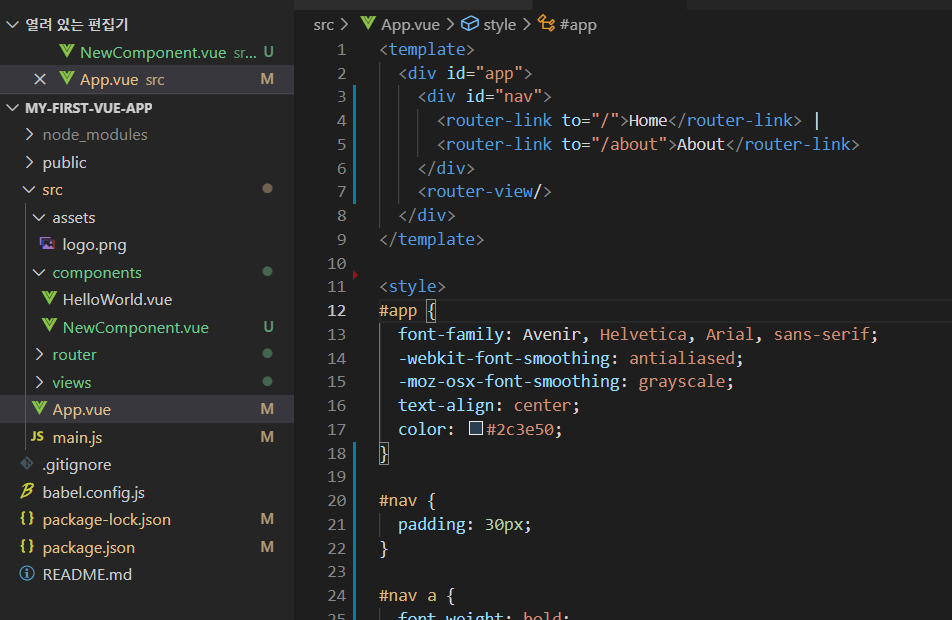 열려 있는 편집기
NewComponent.vue sr... U
App.vue src M
MY-FIRST-VUE-APP
node_modules
public
src
assets
logo.png
components
HelloWorld.vue
NewComponent.vue U
router
views
App.vue M
JS main.js M
.gitignore
babel.config.js
{} package-lock.json M
{} package.json M
README.md
src > App.vue > style > #app
1 <template>
2 <div id="app">
3 <div id="nav">
4 <router-link to="/">Home</router-link> |
5 <router-link to="/about">About</router-link>
6 </div>
7 <router-view/>
8 </div>
9 </template>
10
11 <style>
12 #app {
13 font-family: Avenir, Helvetica, Arial, sans-serif;
14 -webkit-font-smoothing: antialiased;
15 -moz-osx-font-smoothing: grayscale;
16 text-align: center;
17 color: #2c3e50;
18 }
19
20 #nav {
21 padding: 30px;
22 }
23
24 #nav a {
25 font-weight: bold;